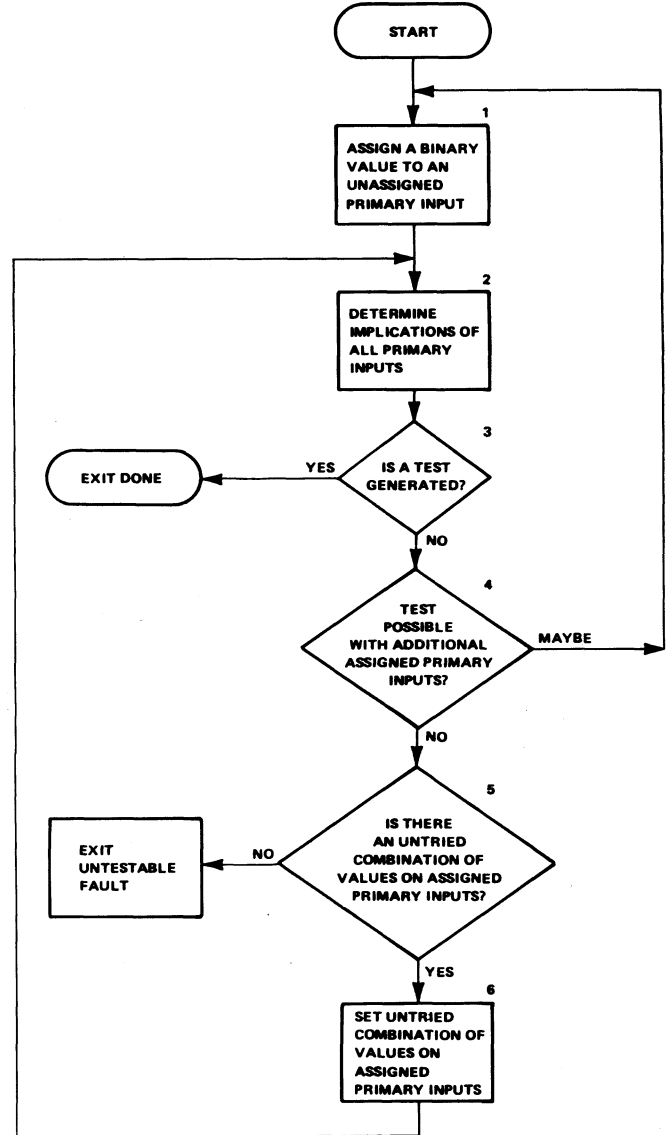 START
1
ASSIGN A BINARY
VALUE TO AN
UNASSIGNED
PRIMARY INPUT
2
DETERMINE
IMPLICATIONS OF
ALL PRIMARY
INPUTS
3
IS A TEST
GENERATED?
YES
EXIT DONE
NO
4
TEST
POSSIBLE
WITH ADDITIONAL
ASSIGNED PRIMARY
INPUTS?
MAYBE
NO
5
IS THERE
AN UNTRIED
COMBINATION OF
VALUES ON ASSIGNED
PRIMARY INPUTS?
NO
EXIT
UNTESTABLE
FAULT
YES
6
SET UNTRIED
COMBINATION OF
VALUES ON
ASSIGNED
PRIMARY INPUTS